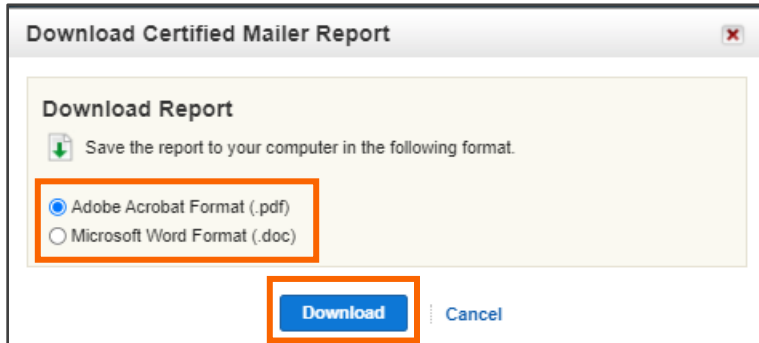 Download Certified Mailer Report
Download Report
Save the report to your computer in the following format.
Adobe Acrobat Format (.pdf)
Microsoft Word Format (.doc)
Download
Cancel